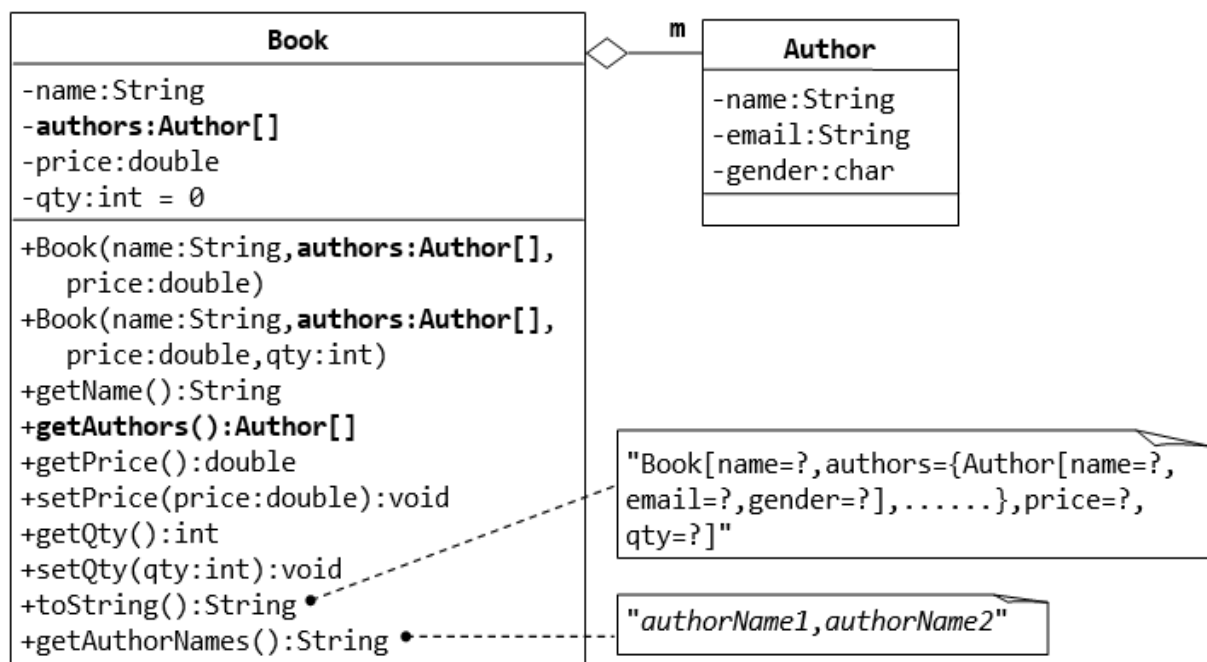 Book
-name:String
-authors:Author[]
-price:double
-qty:int = 0
+Book(name:String,authors:Author[],
price:double)
+Book(name:String,authors:Author[],
price:double,qty:int)
+getName():String
+getAuthors():Author[]
+getPrice():double
+setPrice(price:double):void
+getQty():int
+setQty(qty:int):void
+toString():String
+getAuthorNames():String
m
Author
-name:String
-email:String
-gender:char
"Book[name=?,authors={Author[name=?,
email=?,gender=?],......},price=?,
qty=?]"
"authorName1,authorName2"